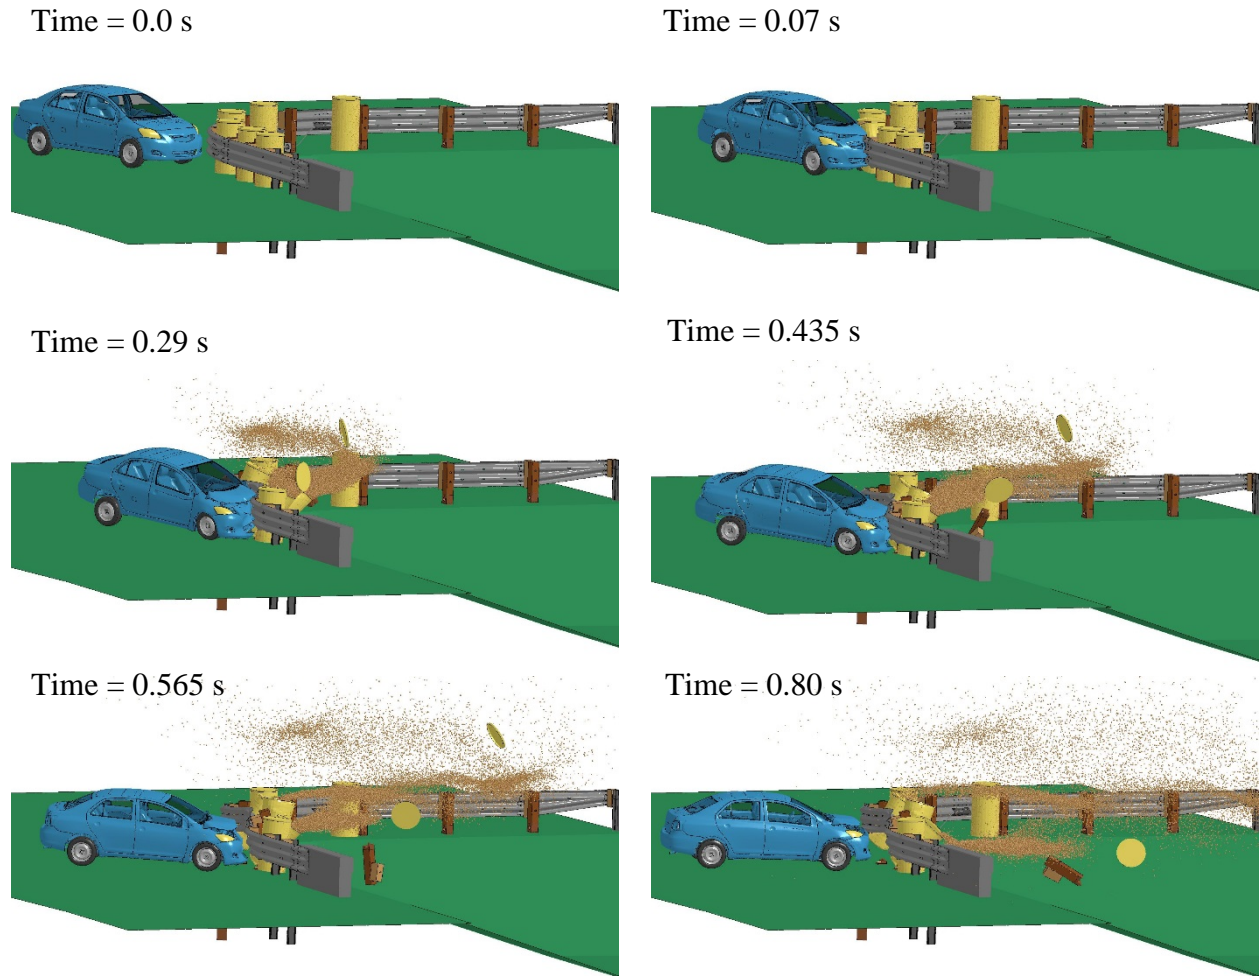 Time = 0.0 s
Time = 0.07 s
Time = 0.29 s
Time = 0.435 s
Time = 0.565 s
Time = 0.80 s